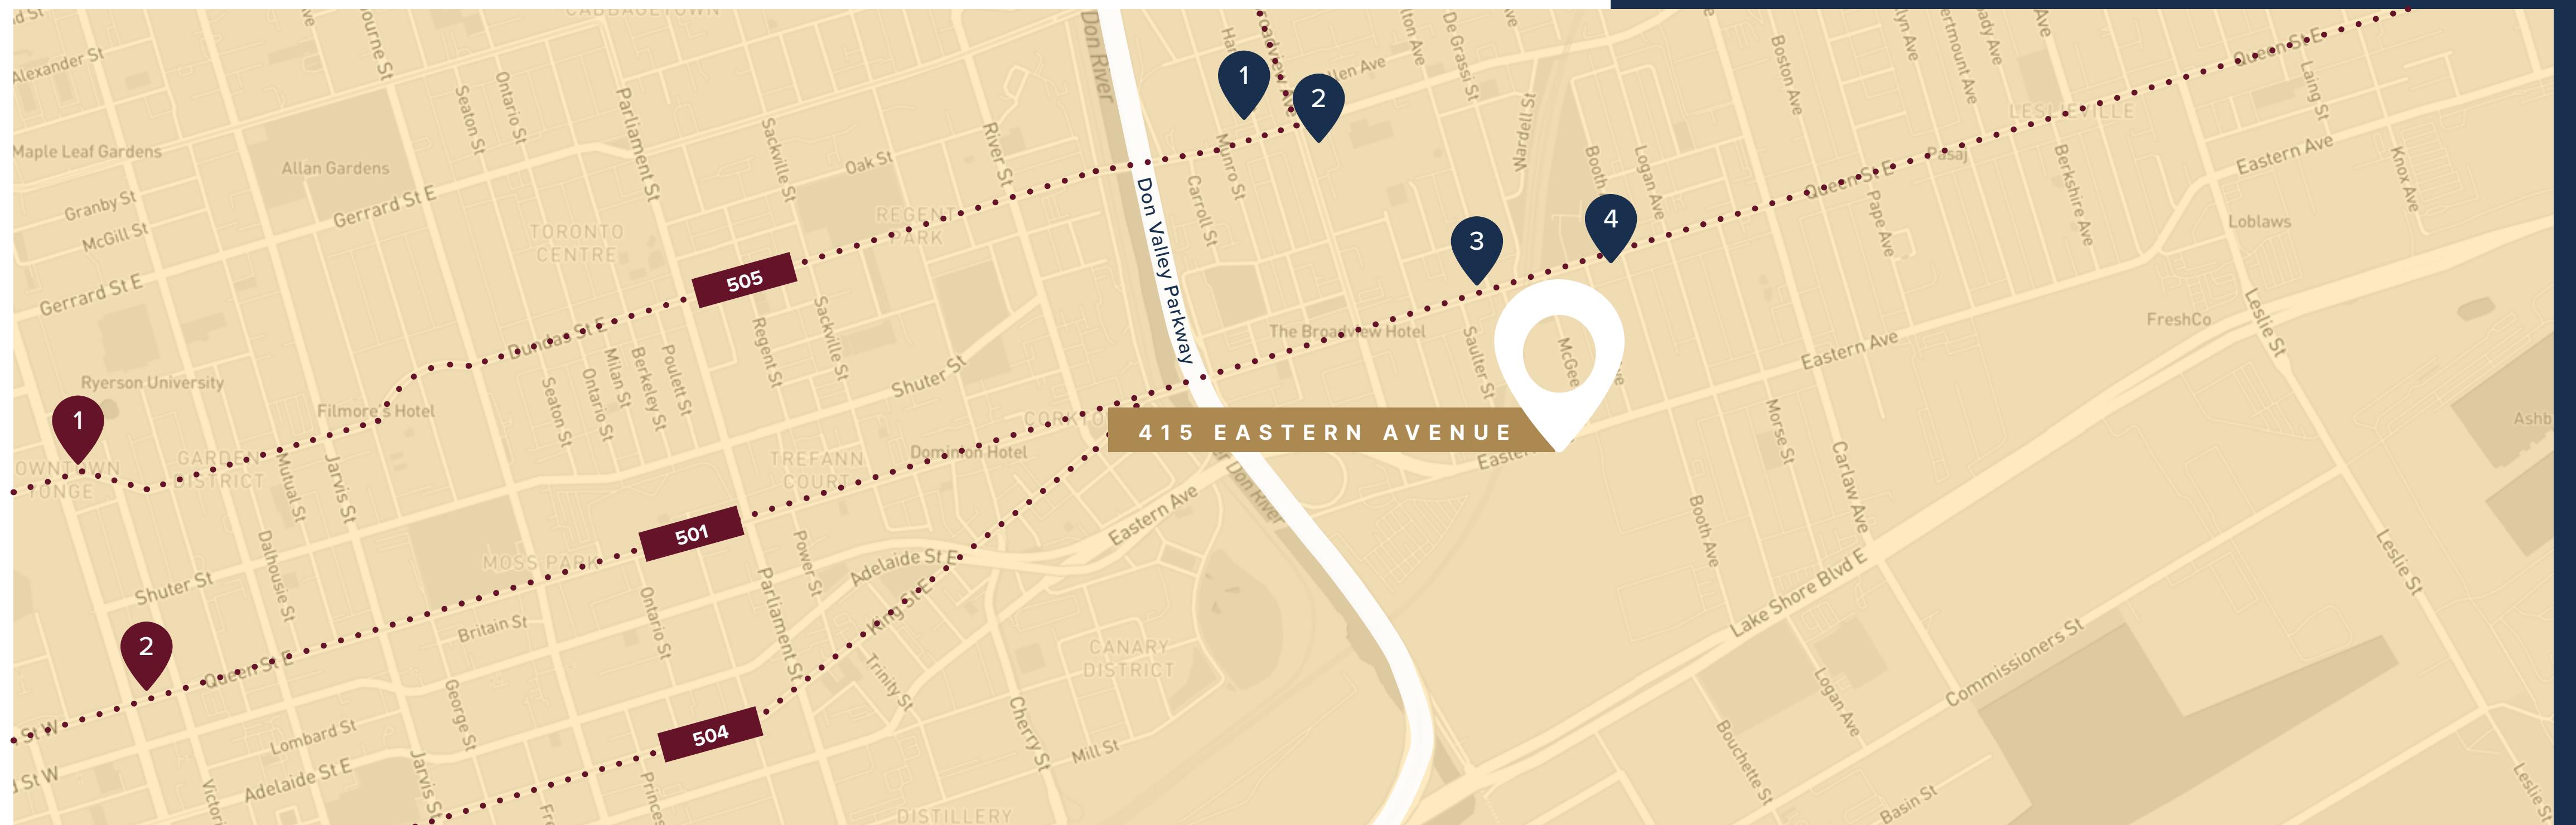 CABBAGETOWN
Alexander St
Seaton St
Ontario St
Parliament St
Sackville St
River St
Don River
1
2
De Grassi St
Wardell St
Boston Ave
Queen St E
Laing St
LESLIEVILLE
Maple Leaf Gardens
Allan Gardens
Oak St
Munro St
Carroll St
Booth
Logan Ave
Pasaj
Berkshire Ave
Eastern Ave
Knox Ave
Granby St
McGill St
Gerrard St E
Gerrard St E
TORONTO
CENTRE
REGENT
PARK
Don Valley Parkway
3
4
Queen St E
Pape Ave
Loblaws
505
Dundas St E
Regent St
Sackville St
Shuter St
The Broadview Hotel
Saulter St
McGee
Eastern Ave
FreshCo
Leslie St
Ryerson University
Filmore's Hotel
Seaton St
Ontario St
Milan St
Berkeley St
Poulett St
1
GARDEN
DISTRICT
Mutual St
Jarvis St
TREFANN
COURT
Dominion Hotel
415 EASTERN AVENUE
Morse St
Carlaw Ave
501
Eastern Ave
Don River
Booth Ave
MOSS PARK
Shuter St
Dalhousie St
Britain St
Ontario St
Parliament St
Power St
Adelaide St E
King St E
Trinity St
CANARY
DISTRICT
Lake Shore Blvd E
Commissioners St
Leslie St
2
Queen St E
George St
Lombard St
Adelaide St E
Jarvis St
504
Cherry St
Mill St
DISTILLERY
Logan Ave
Bouchette St
Basin St
Leslie S